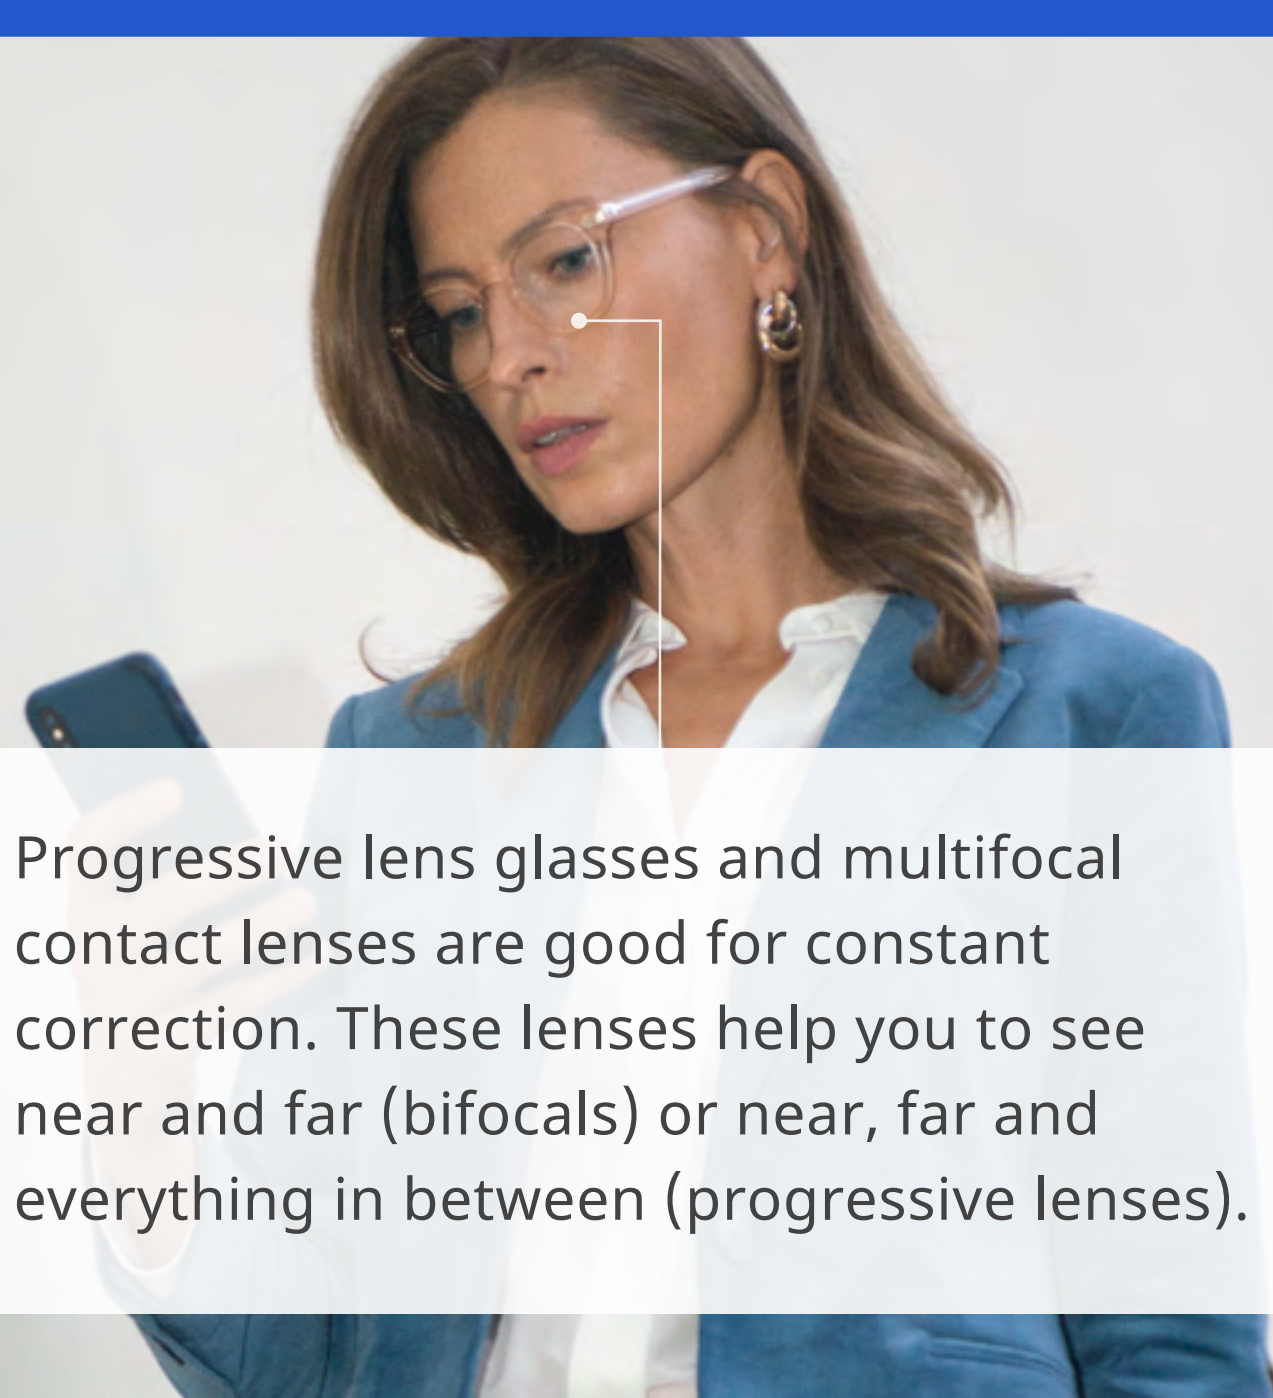 Progressive lens glasses and multifocal
contact lenses are good for constant
correction. These lenses help you to see
near and far (bifocals) or near, far and
everything in between (progressive lenses).